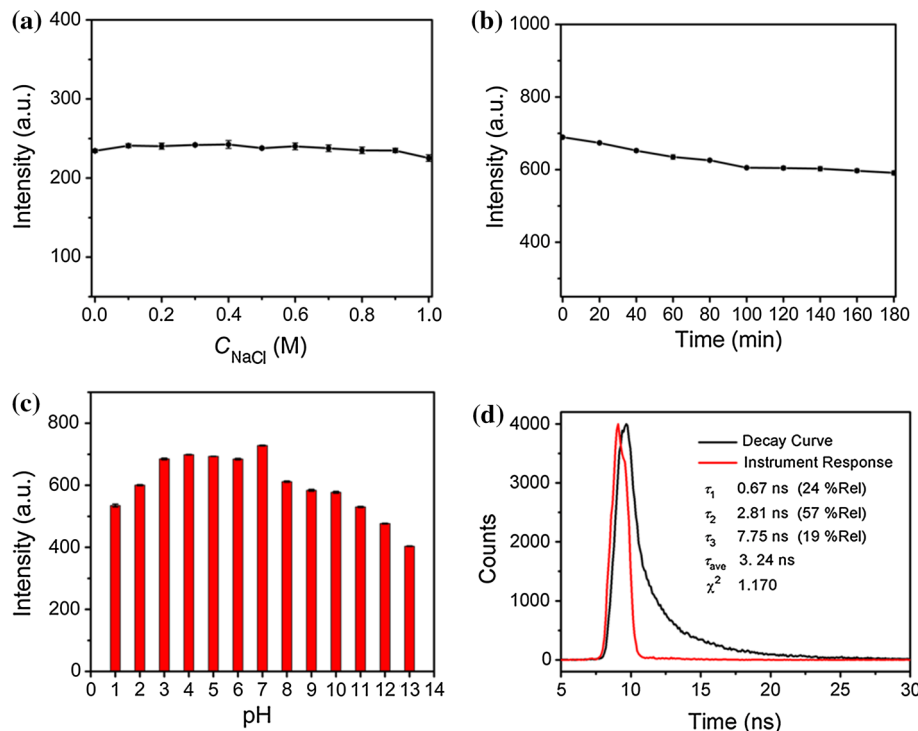 (a)
400
300
200
100
Intensity (a.u.)
0.0 0.2 0.4 0.6 0.8 1.0
C_NaCl (M)
(b)
1000
800
600
400
Intensity (a.u.)
0 20 40 60 80 100 120 140 160 180
Time (min)
(c)
800
600
400
200
0
Intensity (a.u.)
0 1 2 3 4 5 6 7 8 9 10 11 12 13 14
pH
(d)
4000
3000
2000
1000
0
Counts
Decay Curve
Instrument Response
τ1 0.67 ns (24 %Rel)
τ2 2.81 ns (57 %Rel)
τ3 7.75 ns (19 %Rel)
τave 3. 24 ns
χ² 1.170
5 10 15 20 25 30
Time (ns)